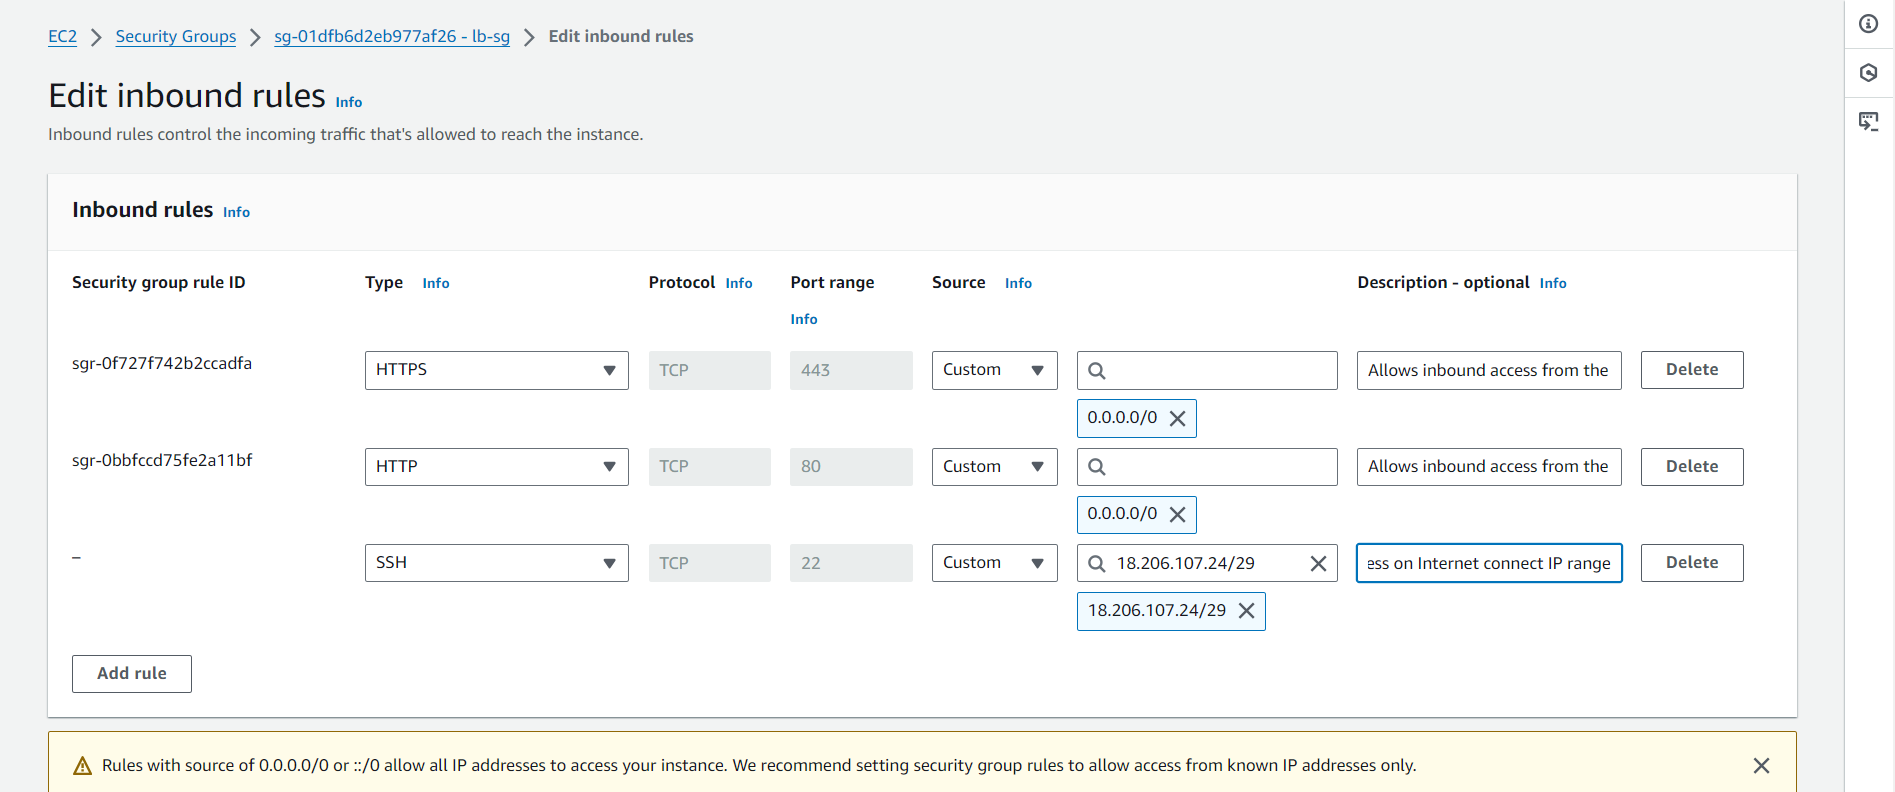 EC2 > Security Groups > sg-01dfb6d2eb977af26 - lb-sg > Edit inbound rules
Edit inbound rules Info
Inbound rules control the incoming traffic that's allowed to reach the instance.
Inbound rules Info
Security group rule ID Type Info Protocol Info Port range Source Info Description - optional Info
Info
sgr-0f727f742b2ccadfa HTTPS TCP 443 Custom Allows inbound access from the Delete
0.0.0.0/0
sgr-0bbfccd75fe2a11bf HTTP TCP 80 Custom Allows inbound access from the Delete
0.0.0.0/0
– SSH TCP 22 Custom 18.206.107.24/29 ess on Internet connect IP range Delete
18.206.107.24/29
Add rule
Rules with source of 0.0.0.0/0 or ::/0 allow all IP addresses to access your instance. We recommend setting security group rules to allow access from known IP addresses only.